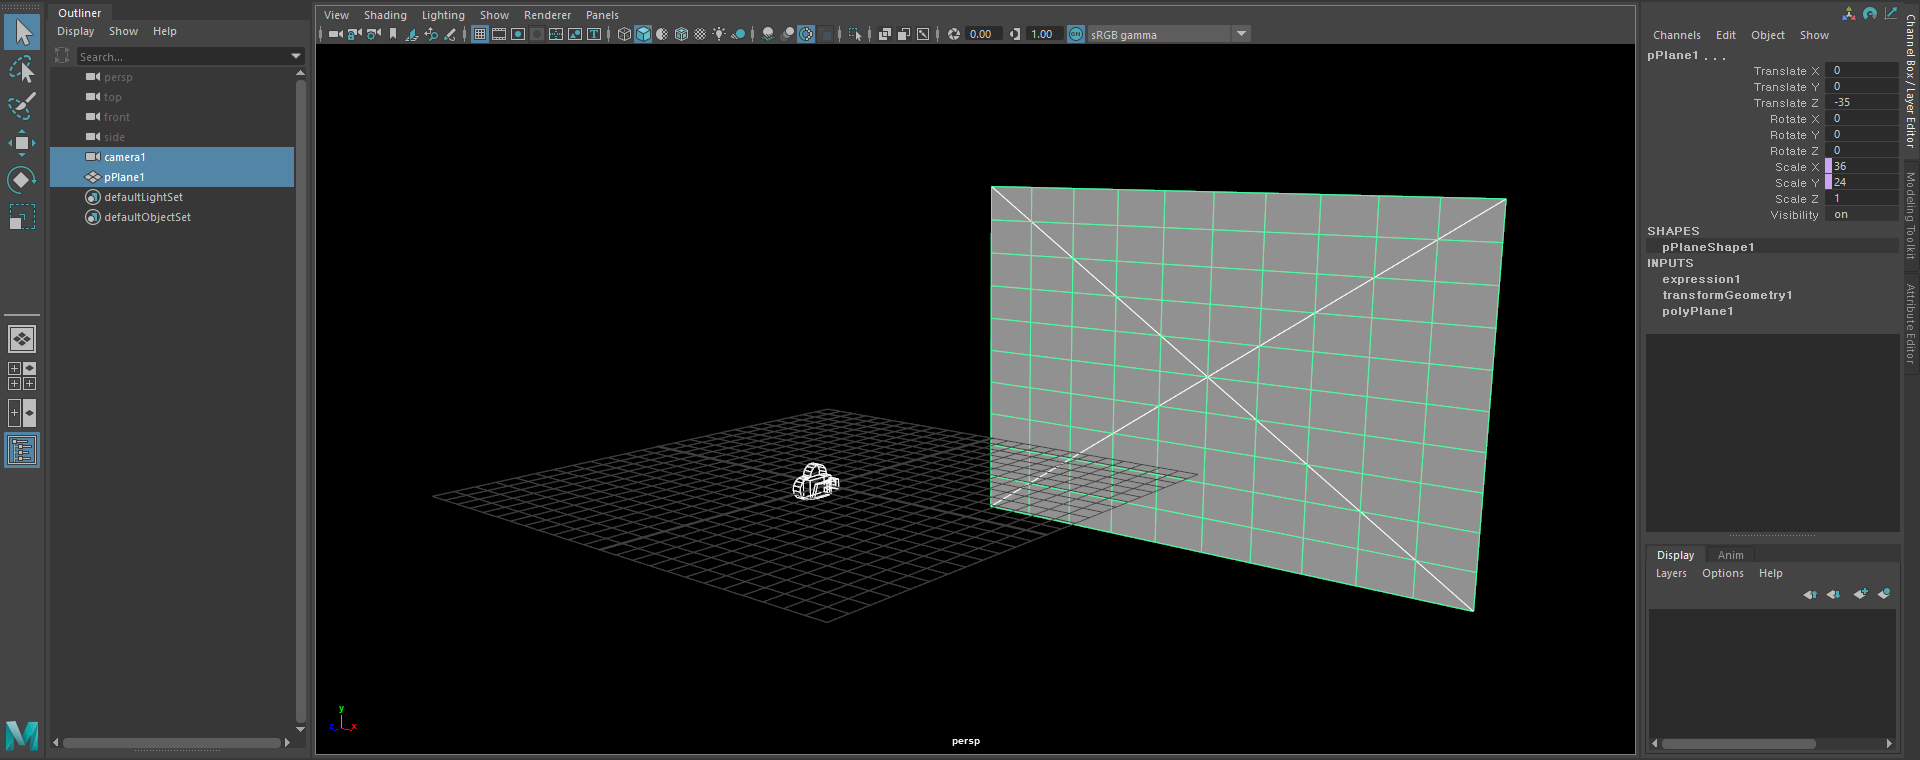 Outliner
Display Show Help
Search...
persp
top
front
side
camera1
pPlane1
defaultLightSet
defaultObjectSet
View Shading Lighting Show Renderer Panels
0.00 1.00 ON sRGB gamma
y
z x
persp
Channels Edit Object Show
pPlane1 . . .
Translate X 0
Translate Y 0
Translate Z -35
Rotate X 0
Rotate Y 0
Rotate Z 0
Scale X 36
Scale Y 24
Scale Z 1
Visibility on
SHAPES
pPlaneShape1
INPUTS
expression1
transformGeometry1
polyPlane1
Display Anim
Layers Options Help
Channel Box / Layer Editor
Modeling Toolkit
Attribute Editor